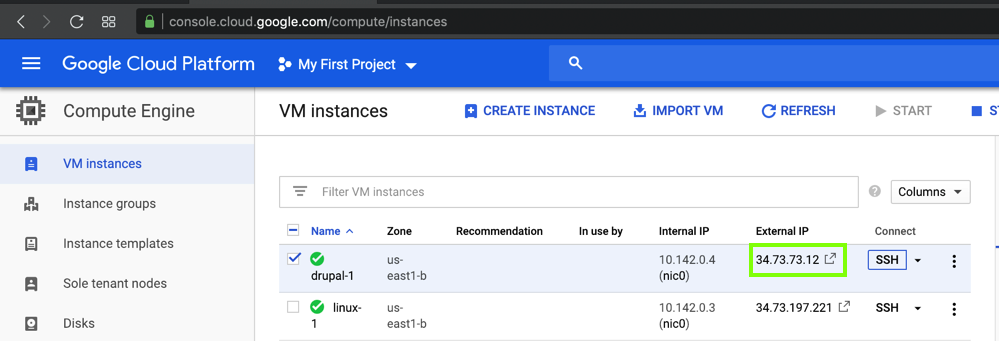 console.cloud.google.com/compute/instances
Google Cloud Platform My First Project
Compute Engine VM instances CREATE INSTANCE IMPORT VM REFRESH START
VM instances
Filter VM instances ? Columns
Instance groups
Name Zone Recommendation In use by Internal IP External IP Connect
Instance templates
drupal-1 us-east1-b 10.142.0.4 (nic0) 34.73.73.12 SSH
Sole tenant nodes
linux-1 us-east1-b 10.142.0.3 (nic0) 34.73.197.221 SSH
Disks